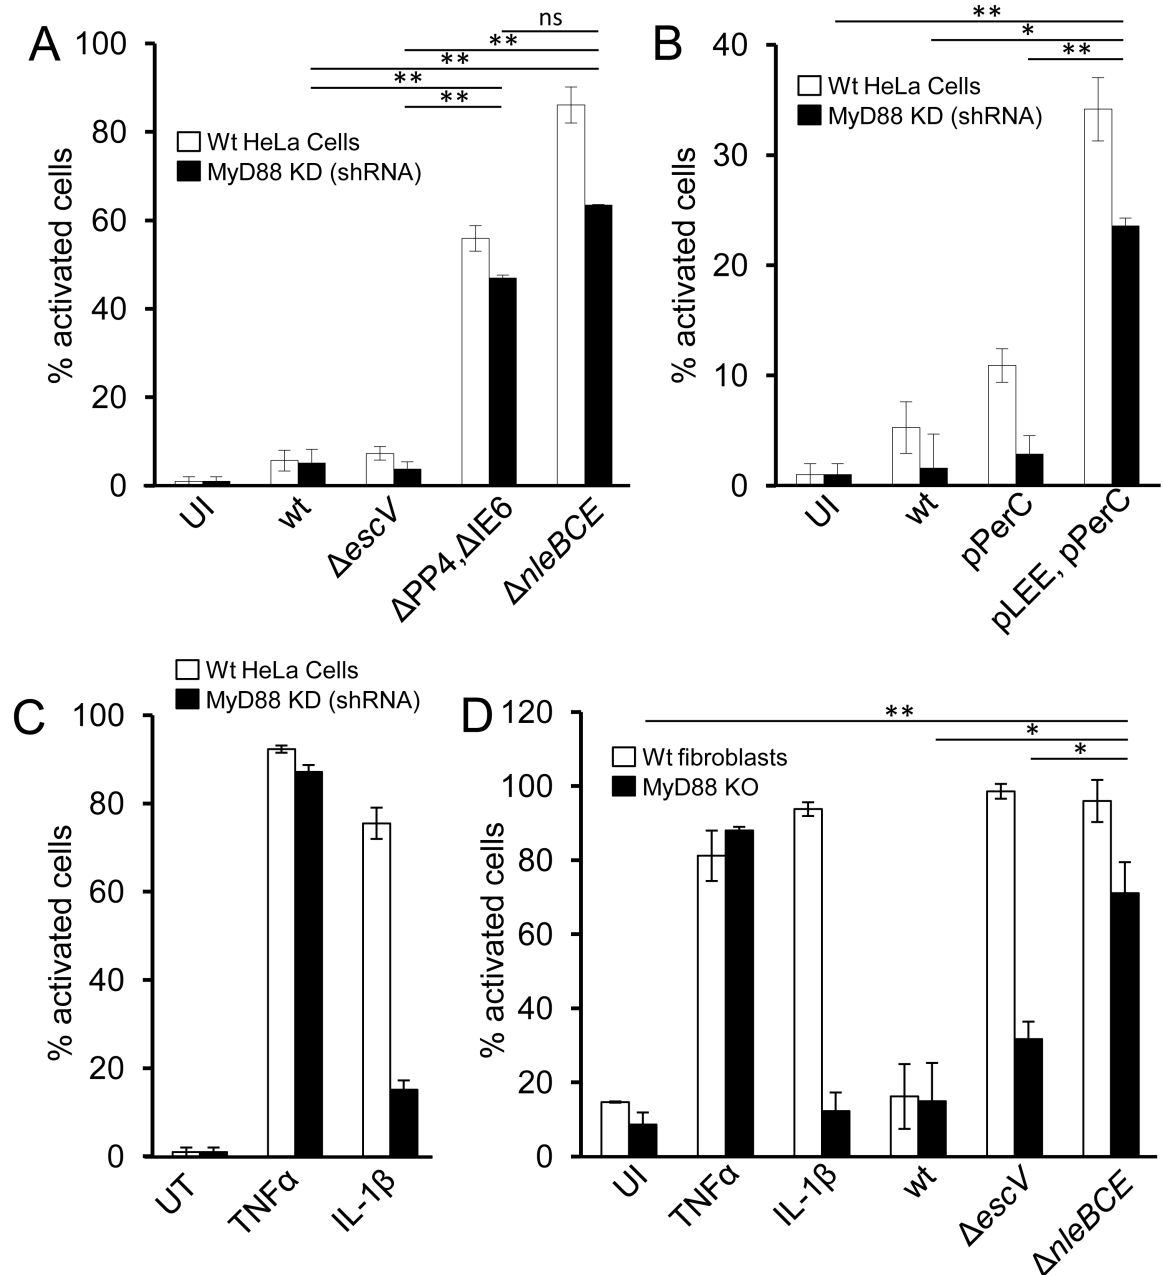 A
100
80
60
40
20
0
% activated cells
Wt HeLa Cells
MyD88 KD (shRNA)
ns
**
**
**
**
UI
wt
ΔescV
ΔPP4,ΔIE6
ΔnleBCE
B
40
30
20
10
0
% activated cells
Wt HeLa Cells
MyD88 KD (shRNA)
**
*
**
UI
wt
pPerC
pLEE, pPerC
C
Wt HeLa Cells
MyD88 KD (shRNA)
100
80
60
40
20
0
% activated cells
UT
TNFα
IL-1β
D
120
100
80
60
40
20
0
% activated cells
Wt fibroblasts
MyD88 KO
**
*
*
UI
TNFα
IL-1β
wt
ΔescV
ΔnleBCE